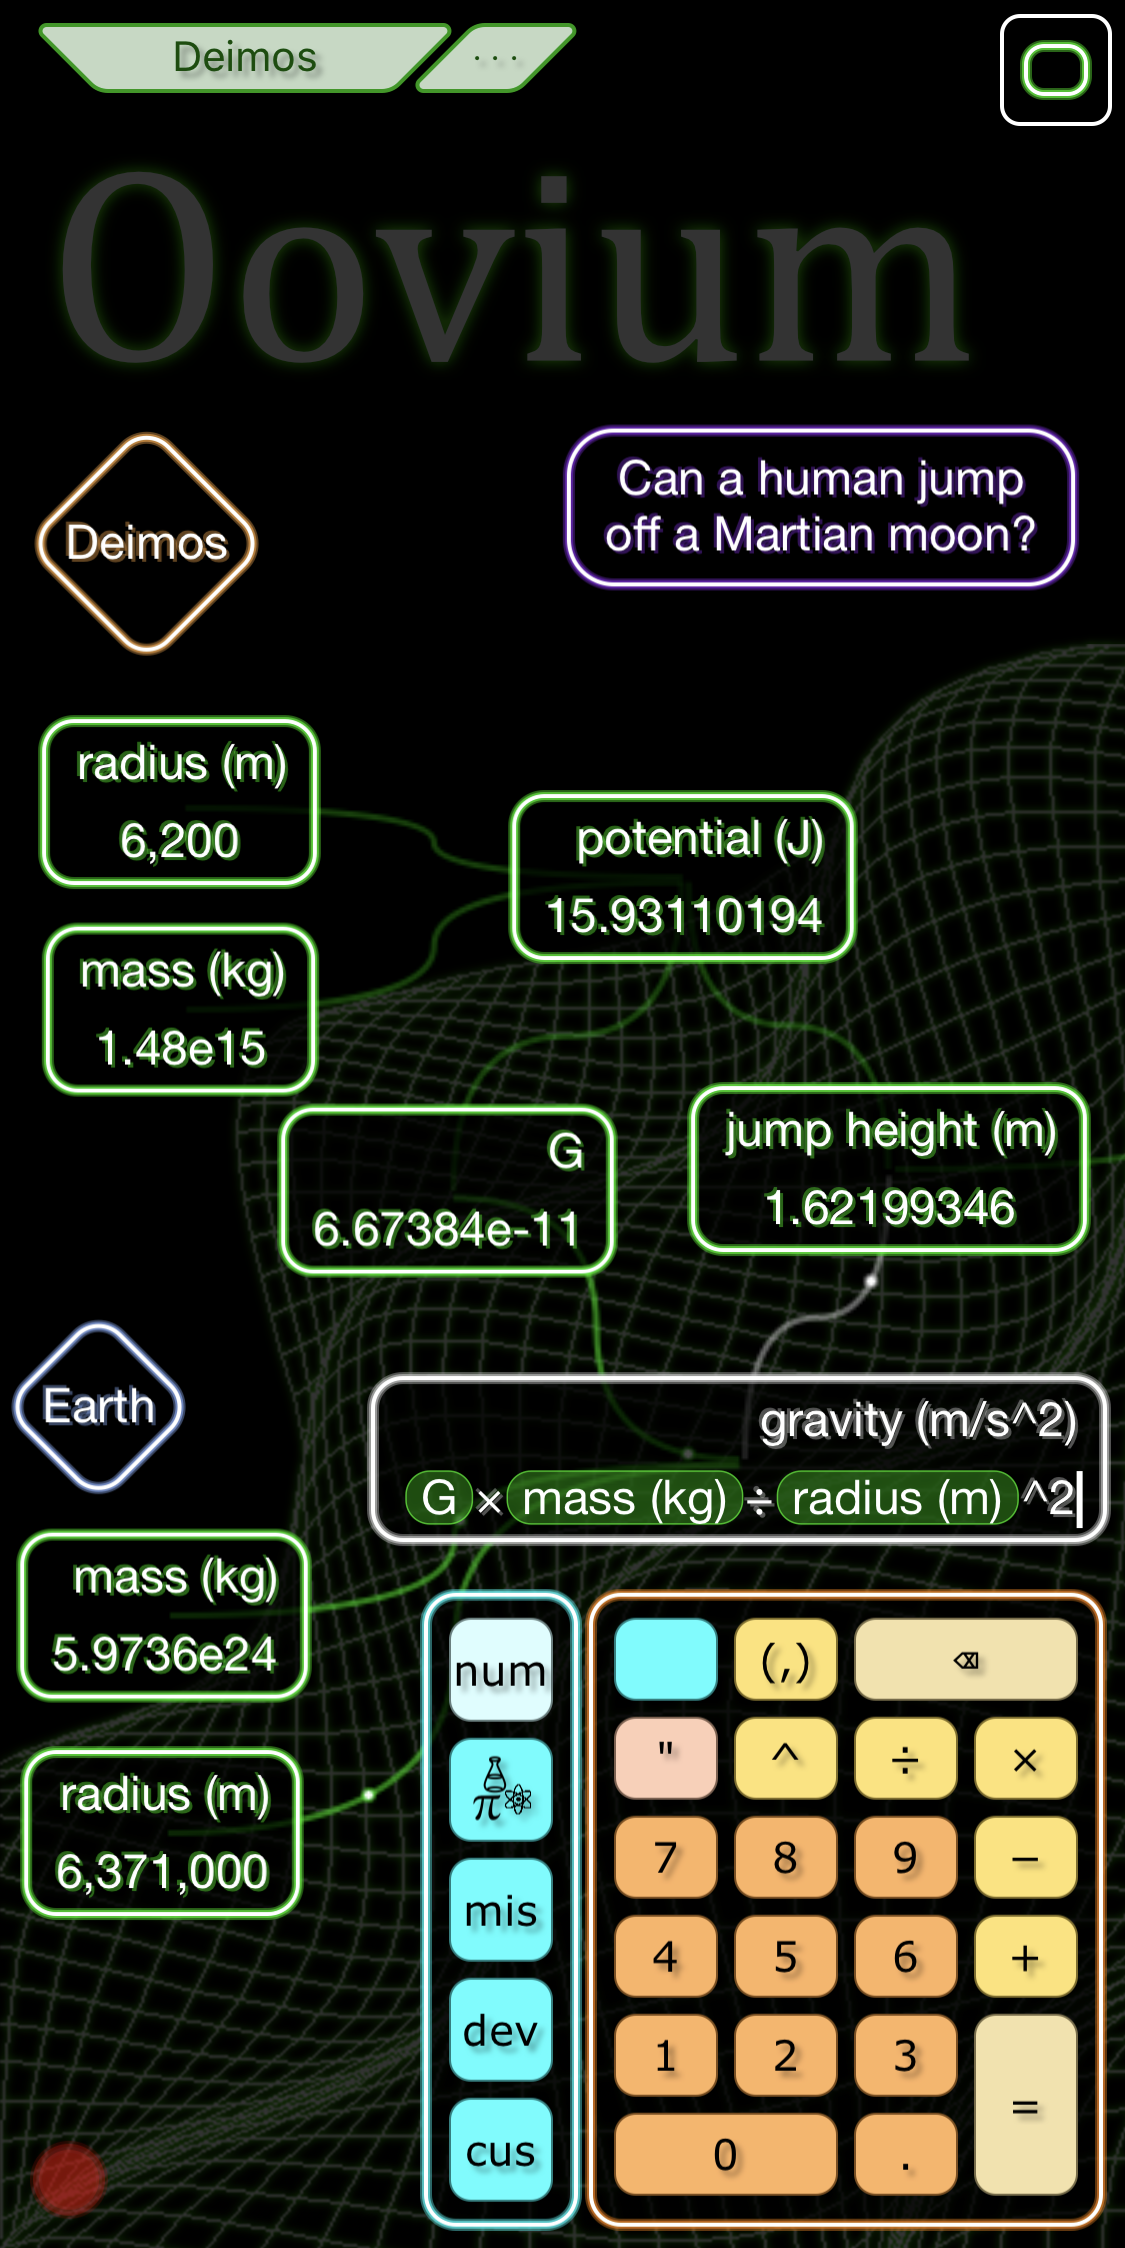 Deimos
...
Oovium
Deimos
Can a human jump
off a Martian moon?
radius (m)
6,200
potential (J)
15.93110194
mass (kg)
1.48e15
jump height (m)
1.62199346
G
6.67384e-11
Earth
gravity (m/s^2)
G × mass (kg) ÷ radius (m) ^2
mass (kg)
5.9736e24
radius (m)
6,371,000
num
π
mis
dev
cus
(,) ⌫
" ^ ÷ ×
7 8 9 −
4 5 6 +
1 2 3
=
0 .